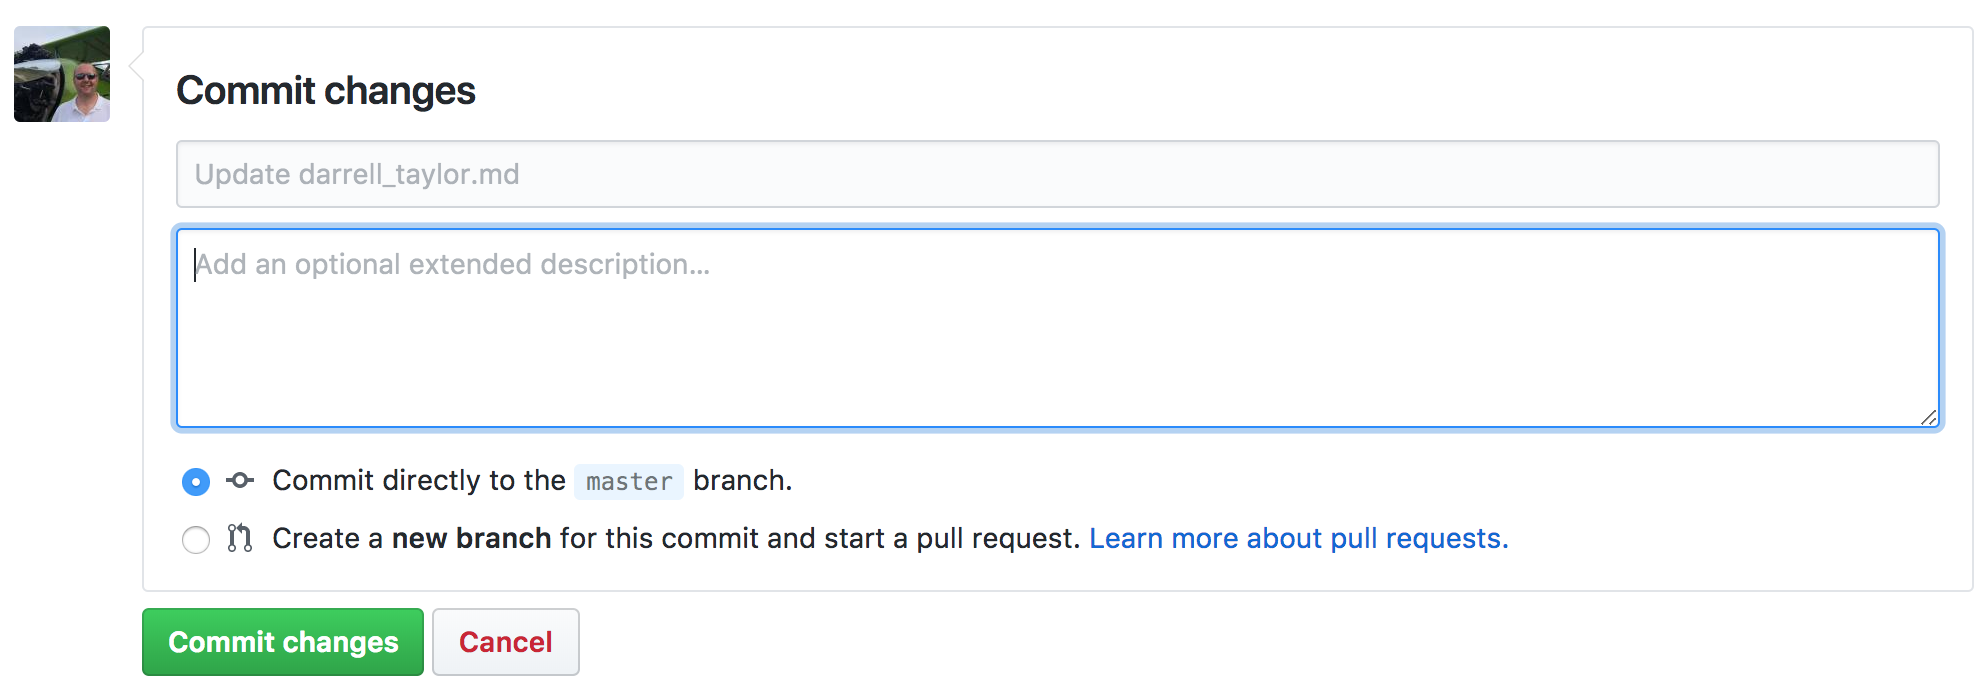 Commit changes
Update darrell_taylor.md
Add an optional extended description...
Commit directly to the master branch.
Create a new branch for this commit and start a pull request. Learn more about pull requests.
Commit changes
Cancel